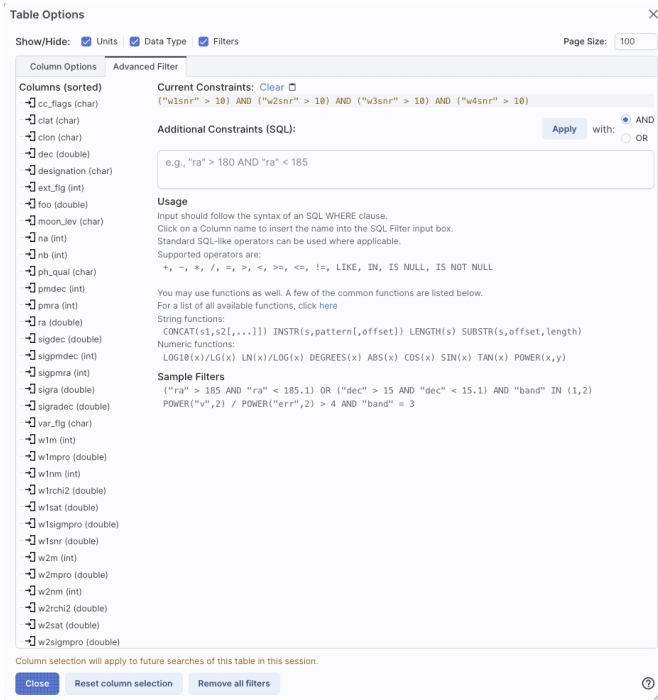 Table Options
Show/Hide: Units Data Type Filters Page Size: 100
Column Options Advanced Filter
Columns (sorted)
cc_flags (char)
clat (char)
clon (char)
dec (double)
designation (char)
ext_flg (int)
foo (double)
moon_lev (char)
na (int)
nb (int)
ph_qual (char)
pmdec (int)
pmra (int)
ra (double)
sigdec (double)
sigpmdec (int)
sigpmra (int)
sigra (double)
sigradec (double)
var_flg (char)
w1m (int)
w1mpro (double)
w1nm (int)
w1rchi2 (double)
w1sat (double)
w1sigmpro (double)
w1snr (double)
w2m (int)
w2mpro (double)
w2nm (int)
w2rchi2 (double)
w2sat (double)
w2sigmpro (double)
Current Constraints: Clear
("w1snr" > 10) AND ("w2snr" > 10) AND ("w3snr" > 10) AND ("w4snr" > 10)
Additional Constraints (SQL): Apply with: AND
OR
e.g., "ra" > 180 AND "ra" < 185
Usage
Input should follow the syntax of an SQL WHERE clause.
Click on a Column name to insert the name into the SQL Filter input box.
Standard SQL-like operators can be used where applicable.
Supported operators are:
+, -, *, /, =, >, <, >=, <=, !=, LIKE, IN, IS NULL, IS NOT NULL
You may use functions as well. A few of the common functions are listed below.
For a list of all available functions, click here
String functions:
CONCAT(s1,s2[,...]]) INSTR(s,pattern[,offset]) LENGTH(s) SUBSTR(s,offset,length)
Numeric functions:
LOG10(x)/LG(x) LN(x)/LOG(x) DEGREES(x) ABS(x) COS(x) SIN(x) TAN(x) POWER(x,y)
Sample Filters
("ra" > 185 AND "ra" < 185.1) OR ("dec" > 15 AND "dec" < 15.1) AND "band" IN (1,2)
POWER("v",2) / POWER("err",2) > 4 AND "band" = 3
Column selection will apply to future searches of this table in this session.
Close Reset column selection Remove all filters